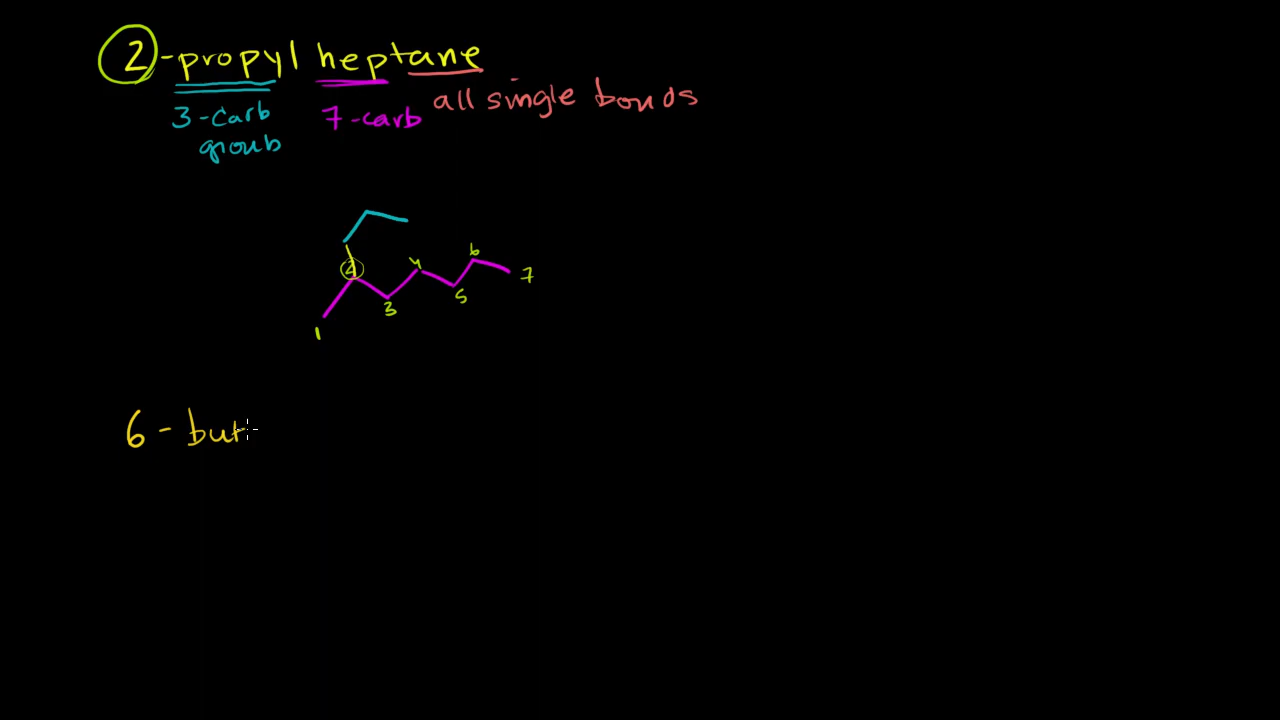 2-propyl heptane
3-Carb 7-carb all single bonds
group
2 4 6 7
1 3 5
6 - but